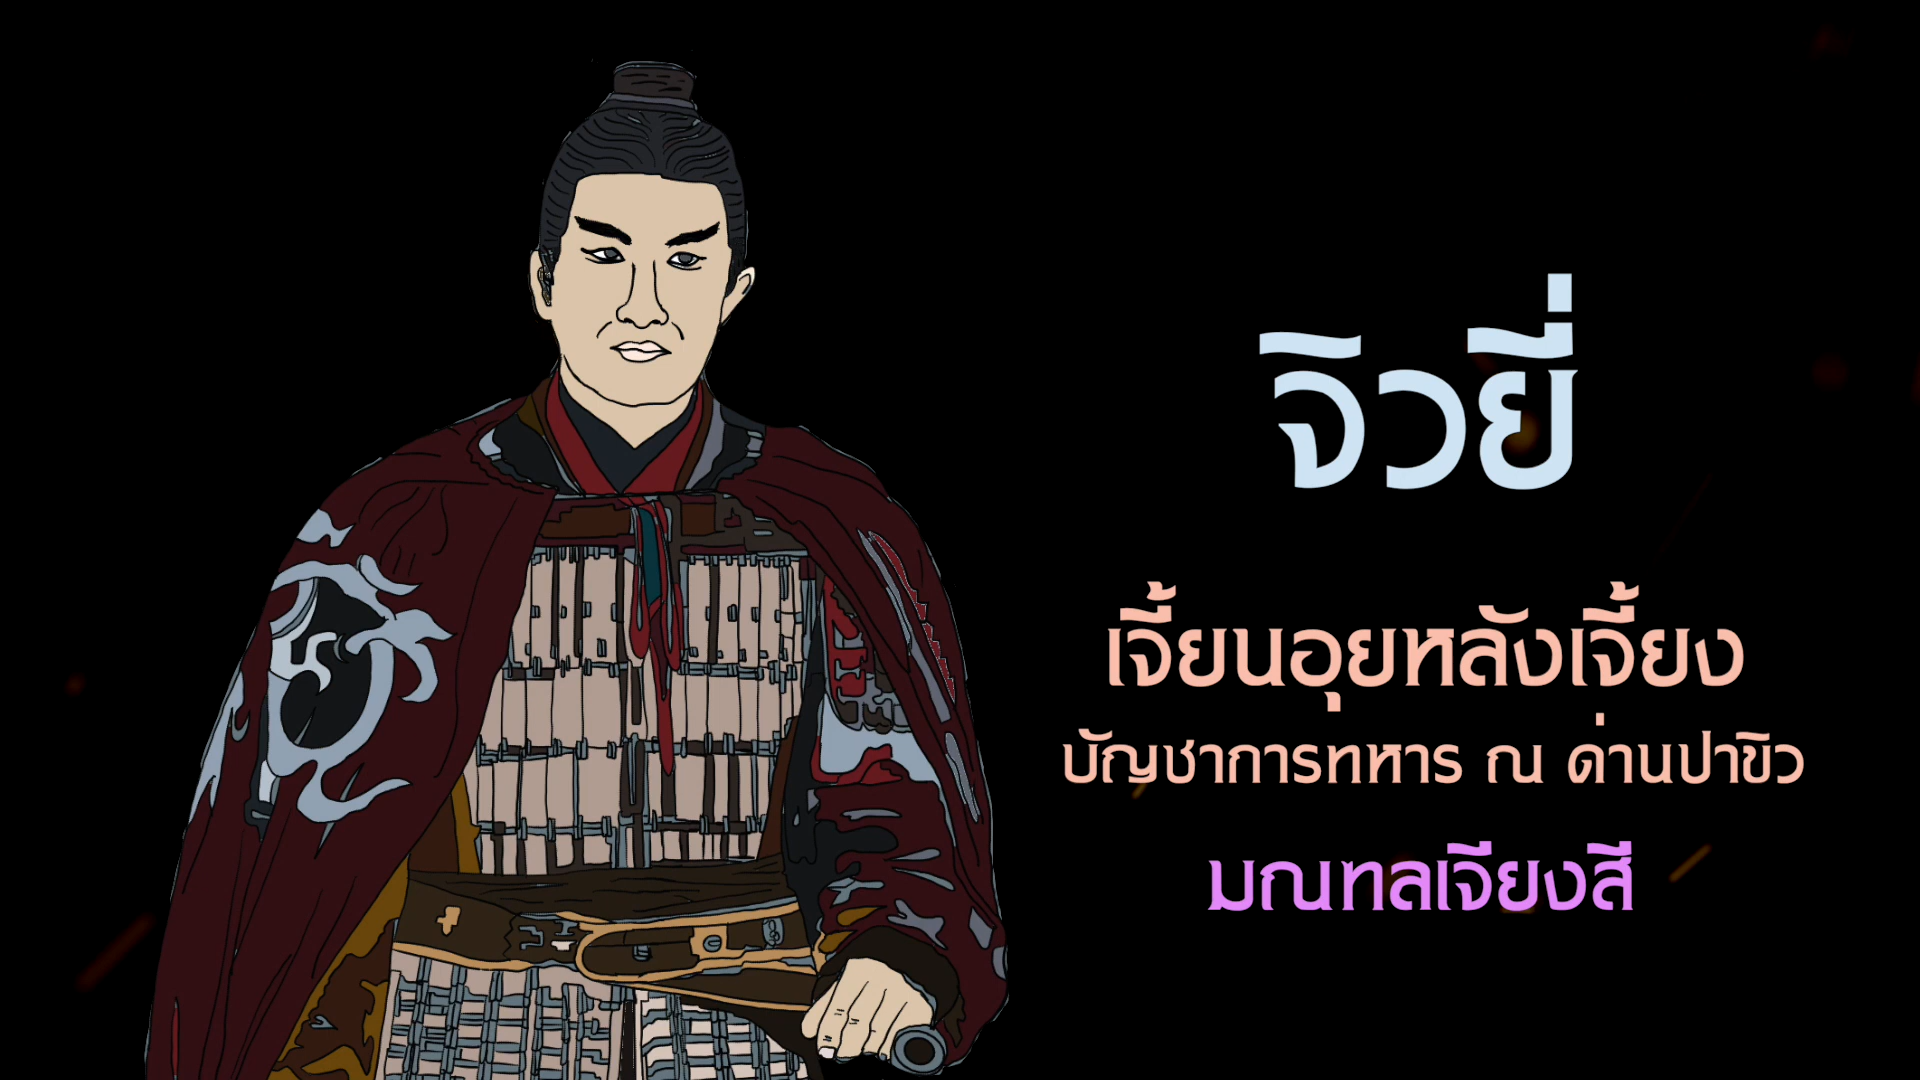 จิวยี่
เจี้ยนอุยหลังเจี้ยง
บัญชาการทหาร ณ ด่านปาขิว
มณฑลเจียงสี